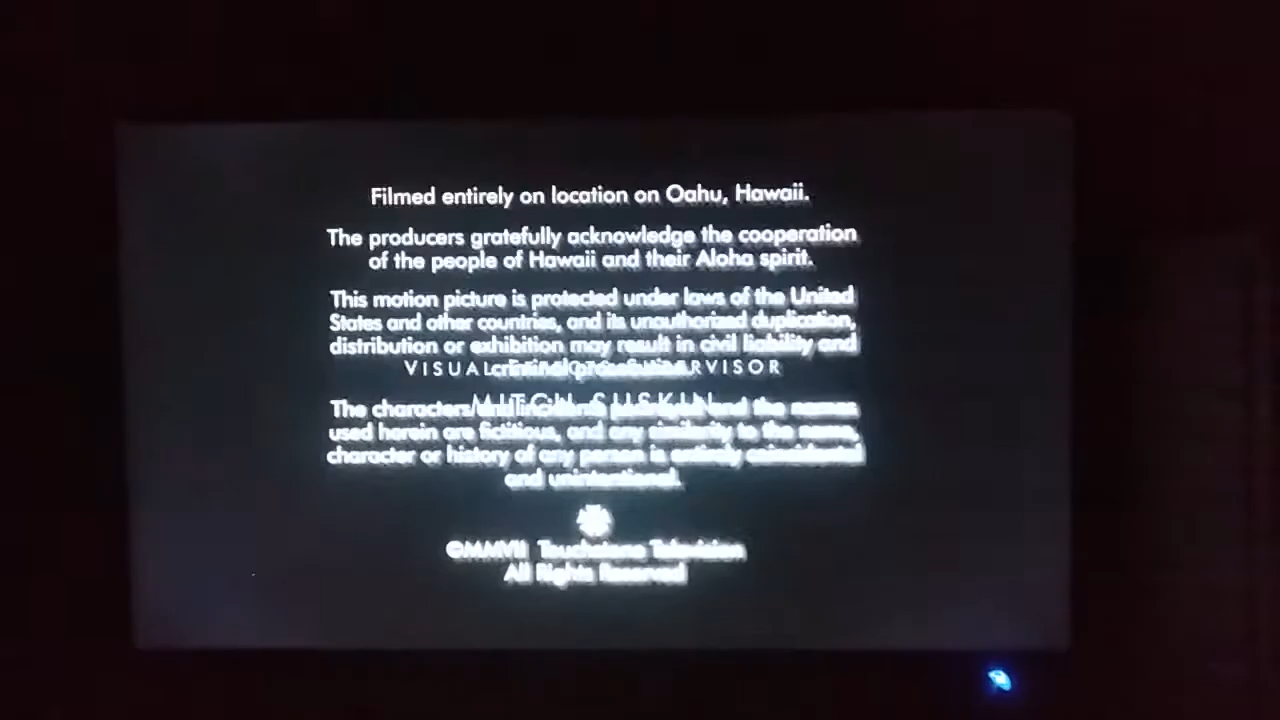 Filmed entirely on location on Oahu, Hawaii.
The producers gratefully acknowledge the cooperation
of the people of Hawaii and their Aloha spirit.
This motion picture is protected under laws of the United
States and other countries, and its unauthorized duplication,
distribution or exhibition may result in civil liability and
criminal prosecution.
VISUAL SUPERVISOR
MITCH SUSKIN
The characters and the names
used herein are fictitious, and any similarity to the name,
character or history of any person is entirely coincidental
and unintentional.
©MMVII Touchstone Television
All Rights Reserved